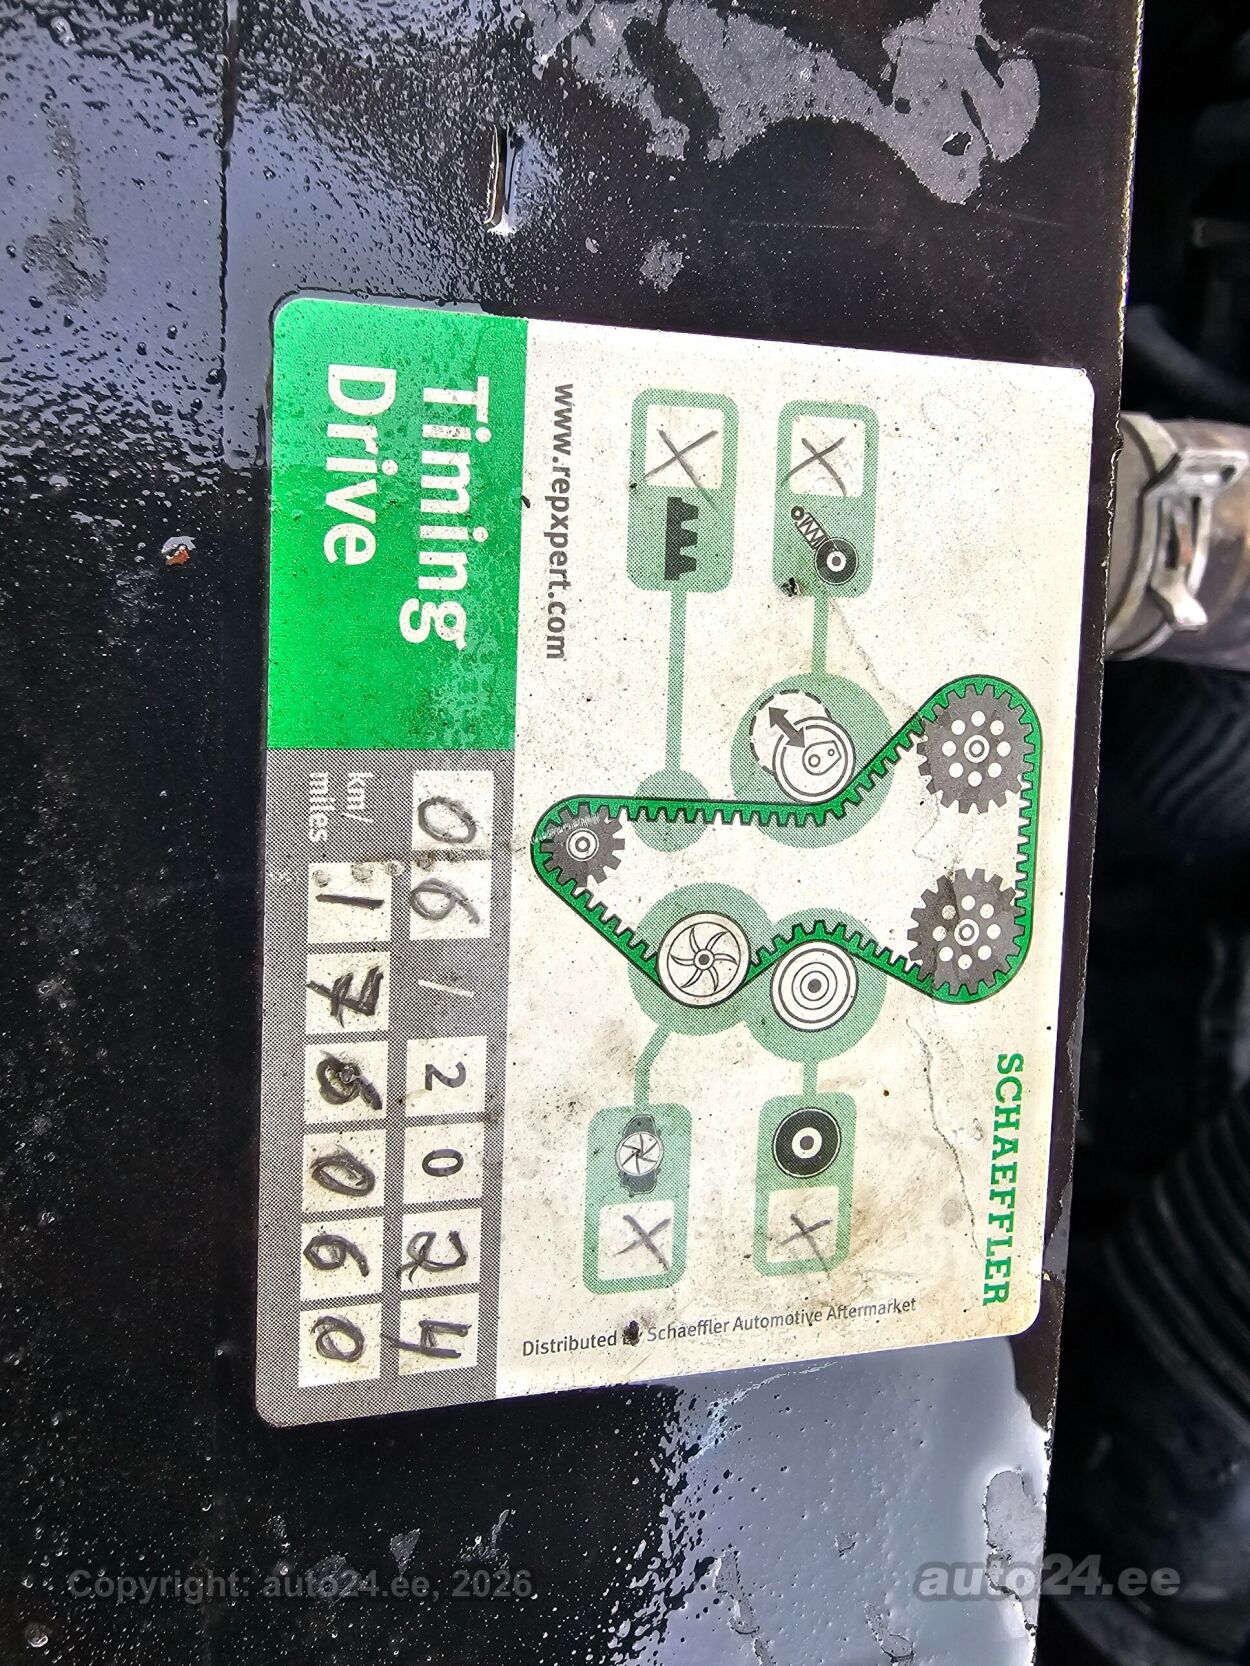 SCHAEFFLER
Distributed by Schaeffler Automotive Aftermarket
www.repxpert.com
Timing
Drive
06/2024
km/
miles
178060
Copyright: auto24.ee, 2026
auto24.ee